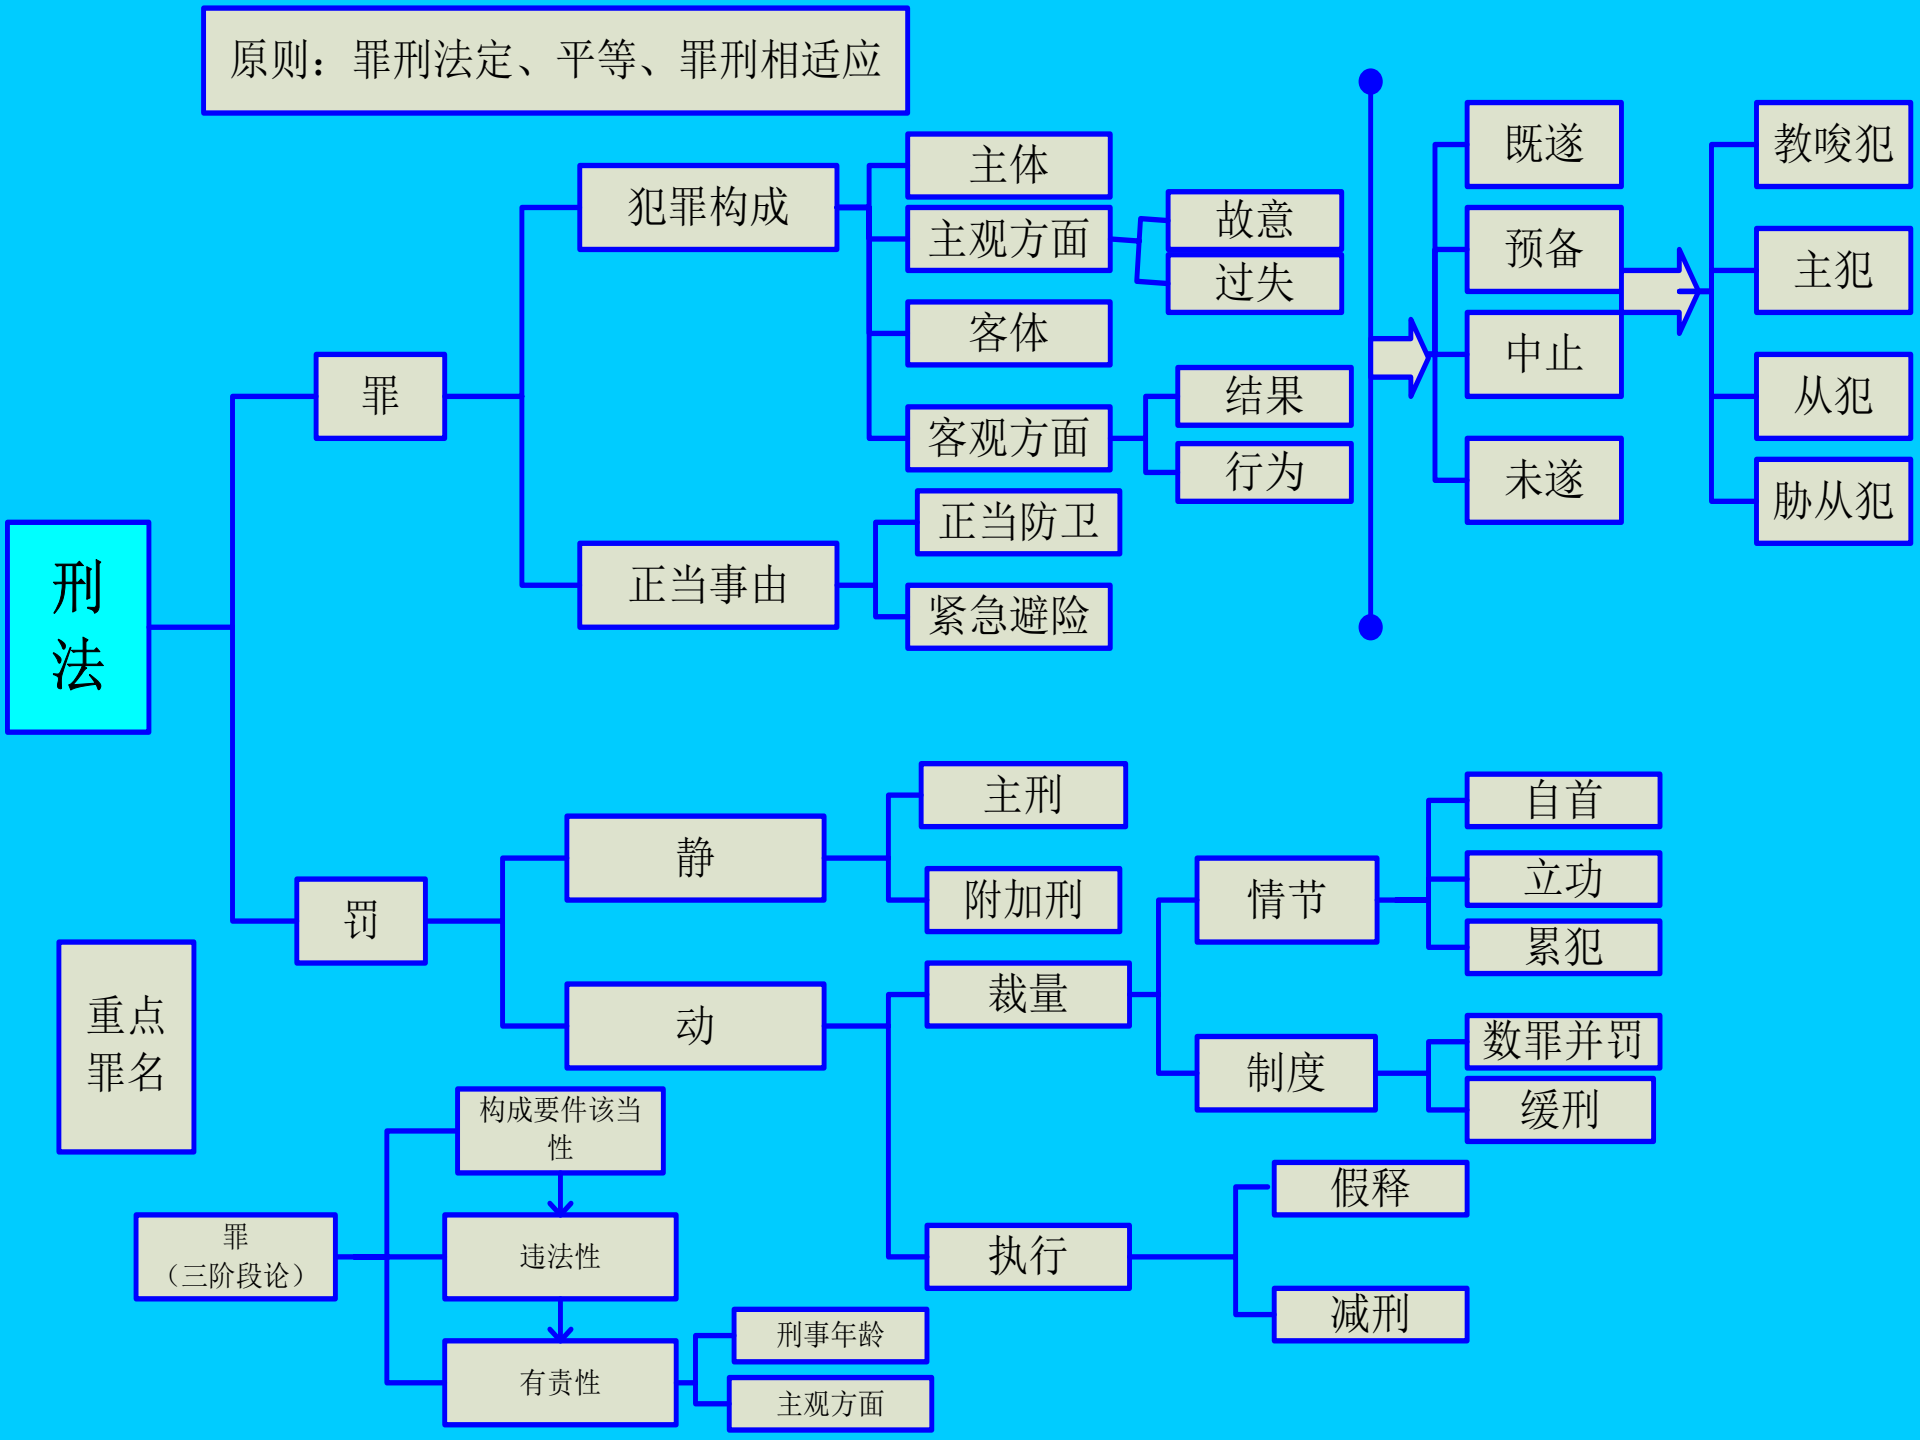 原则：罪刑法定、平等、罪刑相适应
刑
法
罪
犯罪构成
主体
主观方面
故意
过失
客体
客观方面
结果
行为
正当事由
正当防卫
紧急避险
既遂
预备
中止
未遂
教唆犯
主犯
从犯
胁从犯
罚
静
主刑
附加刑
动
裁量
情节
自首
立功
累犯
制度
数罪并罚
缓刑
执行
假释
减刑
重点
罪名
罪
（三阶段论）
构成要件该当
性
违法性
有责性
刑事年龄
主观方面